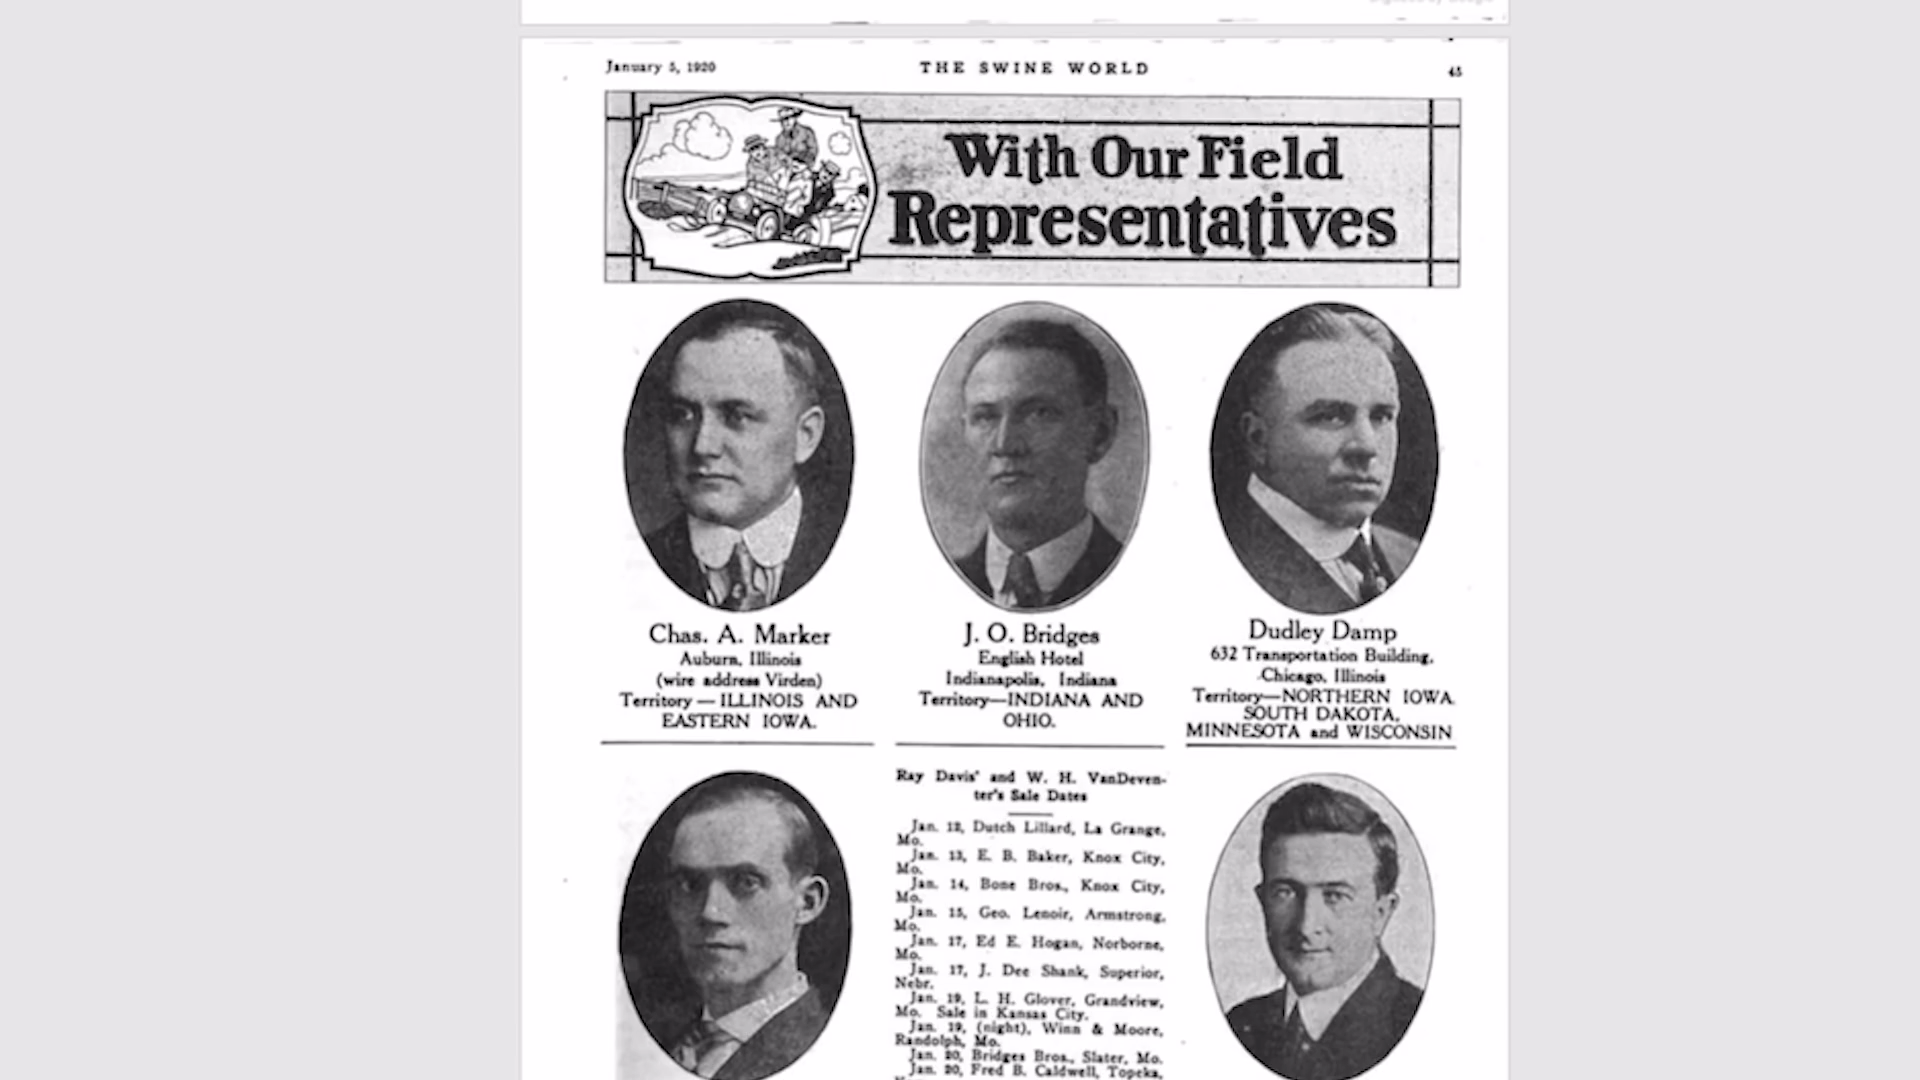 January 5, 1920 THE SWINE WORLD 45
With Our Field
Representatives
Chas. A. Marker
Auburn, Illinois
(wire address Virden)
Territory — ILLINOIS AND
EASTERN IOWA.
J. O. Bridges
English Hotel
Indianapolis, Indiana
Territory—INDIANA AND
OHIO.
Dudley Damp
632 Transportation Building,
Chicago, Illinois
Territory—NORTHERN IOWA.
SOUTH DAKOTA,
MINNESOTA and WISCONSIN
Ray Davis' and W. H. VanDeven-
ter's Sale Dates
Jan. 12, Dutch Lillard, La Grange,
Mo.
Jan. 13, E. B. Baker, Knox City,
Mo.
Jan. 14, Bone Bros., Knox City,
Mo.
Jan. 15, Geo. Lenoir, Armstrong,
Mo.
Jan. 17, Ed E. Hogan, Norborne,
Mo.
Jan. 17, J. Dee Shank, Superior,
Nebr.
Jan. 19, L. H. Glover, Grandview,
Mo. Sale in Kansas City.
Jan. 19, (night), Winn & Moore,
Randolph, Mo.
Jan. 20, Bridges Bros., Slater, Mo.
Jan. 20, Fred B. Caldwell, Topeka,